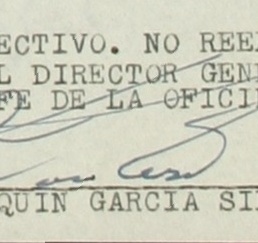 ECTIVO. NO REE
L DIRECTOR GEN
FE DE LA OFICI
QUIN GARCIA SI